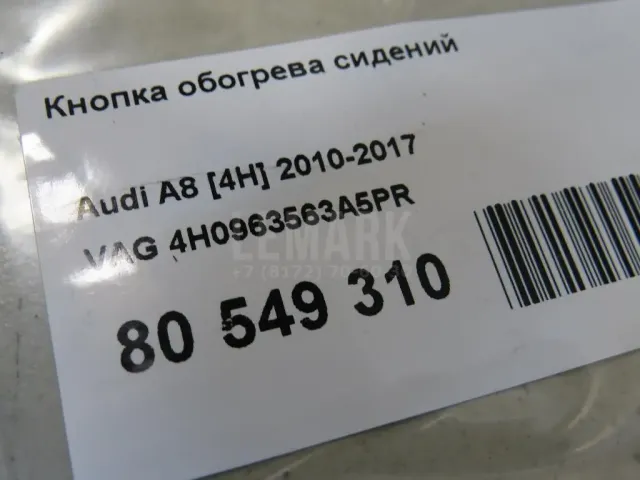 Кнопка обогрева сидений
Audi A8 [4H] 2010-2017
VAG 4H0963563A5PR
LEMARK
80 549 310